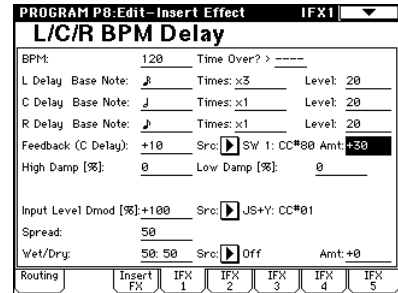 PROGRAM P8:Edit-Insert Effect IFX1
L/C/R BPM Delay
BPM: 120 Time Over? > ----
L Delay Base Note: Times: x3 Level: 20
C Delay Base Note: Times: x1 Level: 20
R Delay Base Note: Times: x1 Level: 20
Feedback (C Delay): +10 Src: SW 1: CC#80 Amt: +30
High Damp [%]: 0 Low Damp [%]: 0
Input Level Dmod [%]: +100 Src: JS+Y: CC#01
Spread: 50
Wet/Dry: 50: 50 Src: Off Amt: +0
Routing Insert FX IFX 1 IFX 2 IFX 3 IFX 4 IFX 5